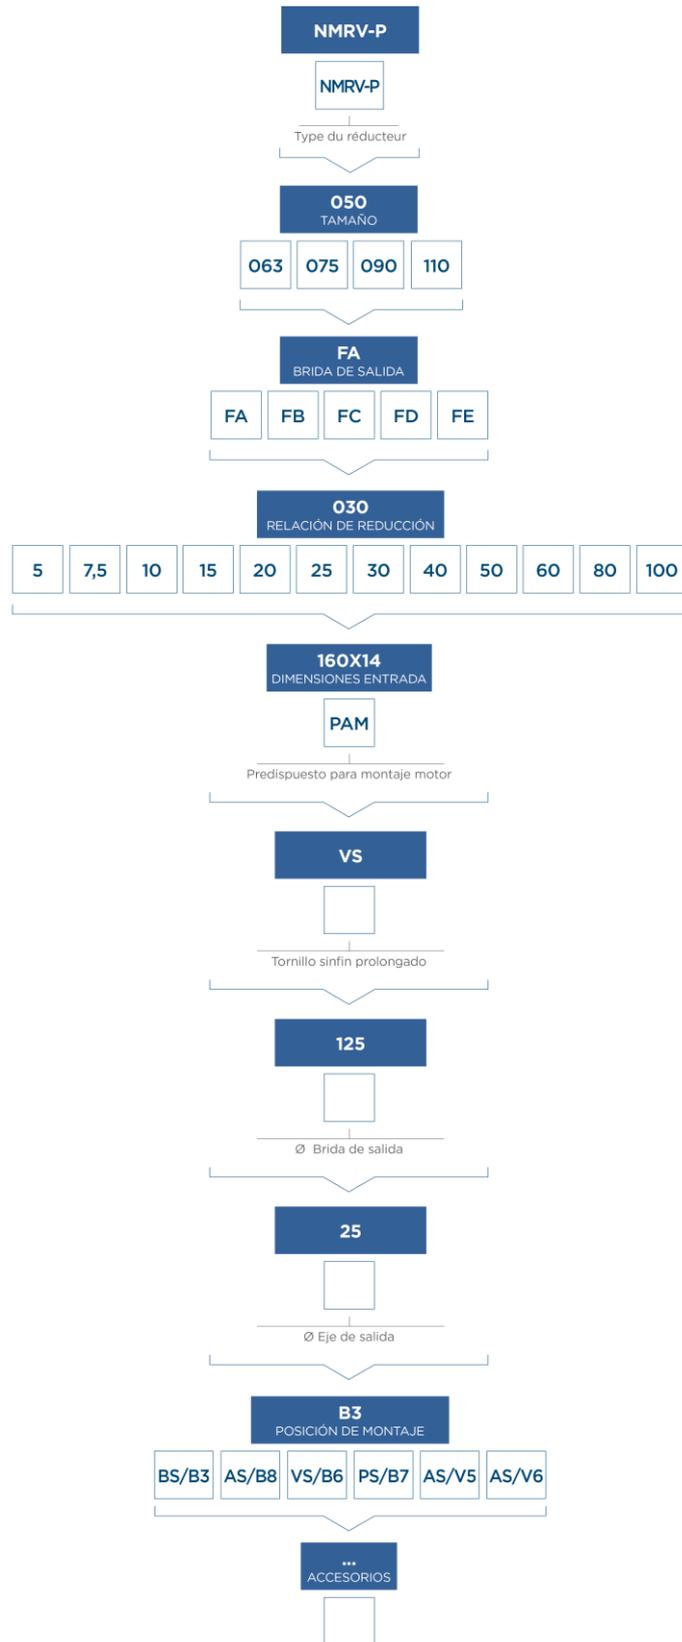 NMRV-P
NMRV-P
Type du réducteur
050
TAMAÑO
063 075 090 110
FA
BRIDA DE SALIDA
FA FB FC FD FE
030
RELACIÓN DE REDUCCIÓN
5 7,5 10 15 20 25 30 40 50 60 80 100
160X14
DIMENSIONES ENTRADA
PAM
Predispuesto para montaje motor
VS
Tornillo sinfin prolongado
125
Ø Brida de salida
25
Ø Eje de salida
B3
POSICIÓN DE MONTAJE
BS/B3 AS/B8 VS/B6 PS/B7 AS/V5 AS/V6
...
ACCESORIOS